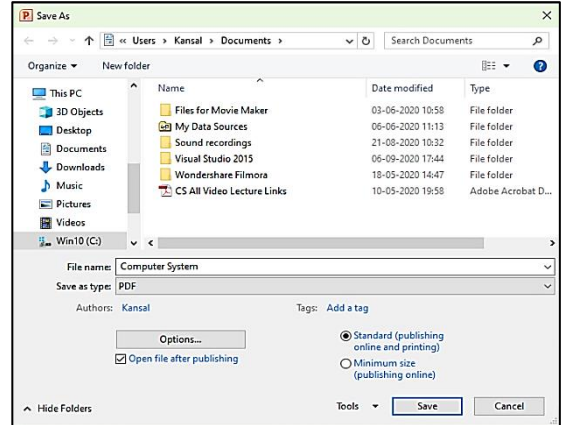 P Save As
« Users › Kansal › Documents ›
Search Documents
Organize
New folder
This PC
3D Objects
Desktop
Documents
Downloads
Music
Pictures
Videos
Win10 (C:)
Name Date modified Type
Files for Movie Maker 03-06-2020 10:58 File folder
My Data Sources 06-06-2020 11:13 File folder
Sound recordings 21-08-2020 10:32 File folder
Visual Studio 2015 06-09-2020 17:44 File folder
Wondershare Filmora 18-05-2020 14:47 File folder
CS All Video Lecture Links 10-05-2020 19:58 Adobe Acrobat D...
File name: Computer System
Save as type: PDF
Authors: Kansal Tags: Add a tag
Options...
Open file after publishing
Standard (publishing
online and printing)
Minimum size
(publishing online)
Hide Folders
Tools
Save
Cancel